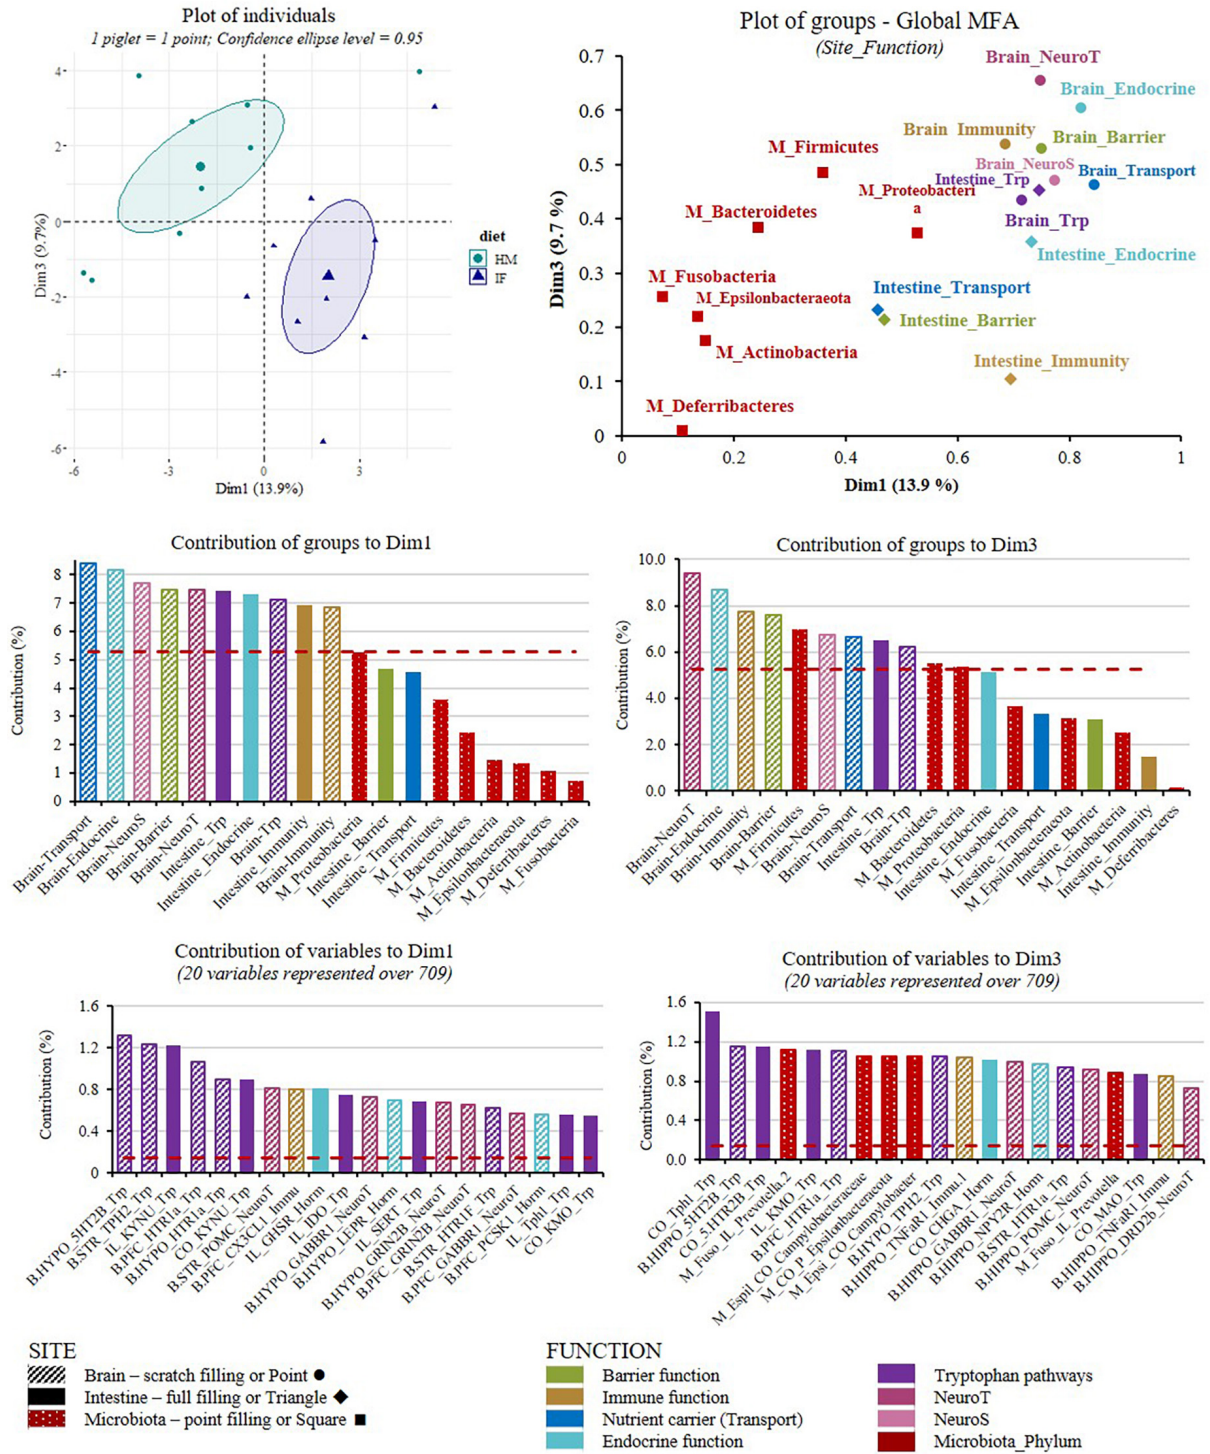 Plot of individuals
1 piglet = 1 point; Confidence ellipse level = 0.95
4
2
0
-2
-4
-6
-6
-3
0
3
Dim3 (9.7%)
Dim1 (13.9%)
diet
HM
IF
Plot of groups - Global MFA
(Site_Function)
0.7
0.6
0.5
0.4
0.3
0.2
0.1
0
0
0.2
0.4
0.6
0.8
1
Dim3 (9.7 %)
Dim1 (13.9 %)
Brain_NeuroT
Brain_Endocrine
Brain_Immunity
Brain_Barrier
M_Firmicutes
Brain_NeuroS
Brain_Transport
Intestine_Trp
M_Proteobacteri
a
M_Bacteroidetes
Brain_Trp
Intestine_Endocrine
M_Fusobacteria
Intestine_Transport
M_Epsilonbacteraeota
Intestine_Barrier
M_Actinobacteria
Intestine_Immunity
M_Deferribacteres
Contribution of groups to Dim1
Contribution (%)
8
7
6
5
4
3
2
1
0
Brain-Transport
Brain-Endocrine
Brain-NeuroS
Brain-Barrier
Brain-NeuroT
Intestine_Trp
Intestine_Endocrine
Brain-Trp
Intestine_Immunity
Brain-Immunity
M_Proteobacteria
Intestine_Barrier
Intestine_Transport
M_Firmicutes
M_Bacteroidetes
M_Actinobacteria
M_Epsilonbacteraeota
M_Deferribacteres
M_Fusobacteria
Contribution of groups to Dim3
Contribution (%)
10.0
8.0
6.0
4.0
2.0
0.0
Brain-NeuroT
Brain-Endocrine
Brain-Immunity
Brain-Barrier
M_Firmicutes
Brain-NeuroS
Brain-Transport
Intestine_Trp
Brain-Trp
M_Bacteroidetes
M_Proteobacteria
Intestine_Endocrine
M_Fusobacteria
Intestine_Transport
M_Epsilonbacteraeota
Intestine_Barrier
M_Actinobacteria
Intestine_Immunity
M_Deferribacteres
Contribution of variables to Dim1
(20 variables represented over 709)
Contribution (%)
1.6
1.2
0.8
0.4
0
B.HYPO_5HT2B_Trp
B.STR_TPH2_Trp
IL_KYNU_Trp
B.PFC_HTR1a_Trp
B.HYPO_HTR1a_Trp
CO_KYNU_Trp
B.STR_POMC_NeuroT
B.PFC_CX3CL1_Immu
IL_GHSR_Horm
IL_IDO_Trp
B.HYPO_GABBR1_NeuroT
B.HYPO_LEPR_Horm
IL_SERT_Trp
B.HYPO_GRIN2B_NeuroT
B.PFC_GRIN2B_NeuroT
B.STR_HTR1F_Trp
B.PFC_GABBR1_NeuroT
B.PFC_PCSK1_Horm
IL_Tph1_Trp
CO_KMO_Trp
Contribution of variables to Dim3
(20 variables represented over 709)
Contribution (%)
1.6
1.2
0.8
0.4
0.0
CO_Tph1_Trp
B.HIPPO_5HT2B_Trp
CO_5.HTR2B_Trp
M_Fuso_IL_Prevotella.2
IL_KMO_Trp
B.PFC_HTR1a_Trp
M_Espil_CO_Campylobacteraceae
M_CO_P_Epsilonbacteraeota
M_Epsi_CO_Campylobacter
B.HYPO_TPH2_Trp
B.HIPPO_TNFaR1_Immu.1
CO_CHGA_Horm
B.HIPPO_GABBR1_NeuroT
B.HIPPO_NPY2R_Horm
B.STR_HTR1a_Trp
B.HIPPO_POMC_NeuroT
M_Fuso_IL_Prevotella
CO_MAO_Trp
B.HIPPO_TNFaR1_Immu
B.HIPPO_DRD2b_NeuroT
SITE
Brain – scratch filling or Point
Intestine – full filling or Triangle
Microbiota – point filling or Square
FUNCTION
Barrier function
Immune function
Nutrient carrier (Transport)
Endocrine function
Tryptophan pathways
NeuroT
NeuroS
Microbiota_Phylum